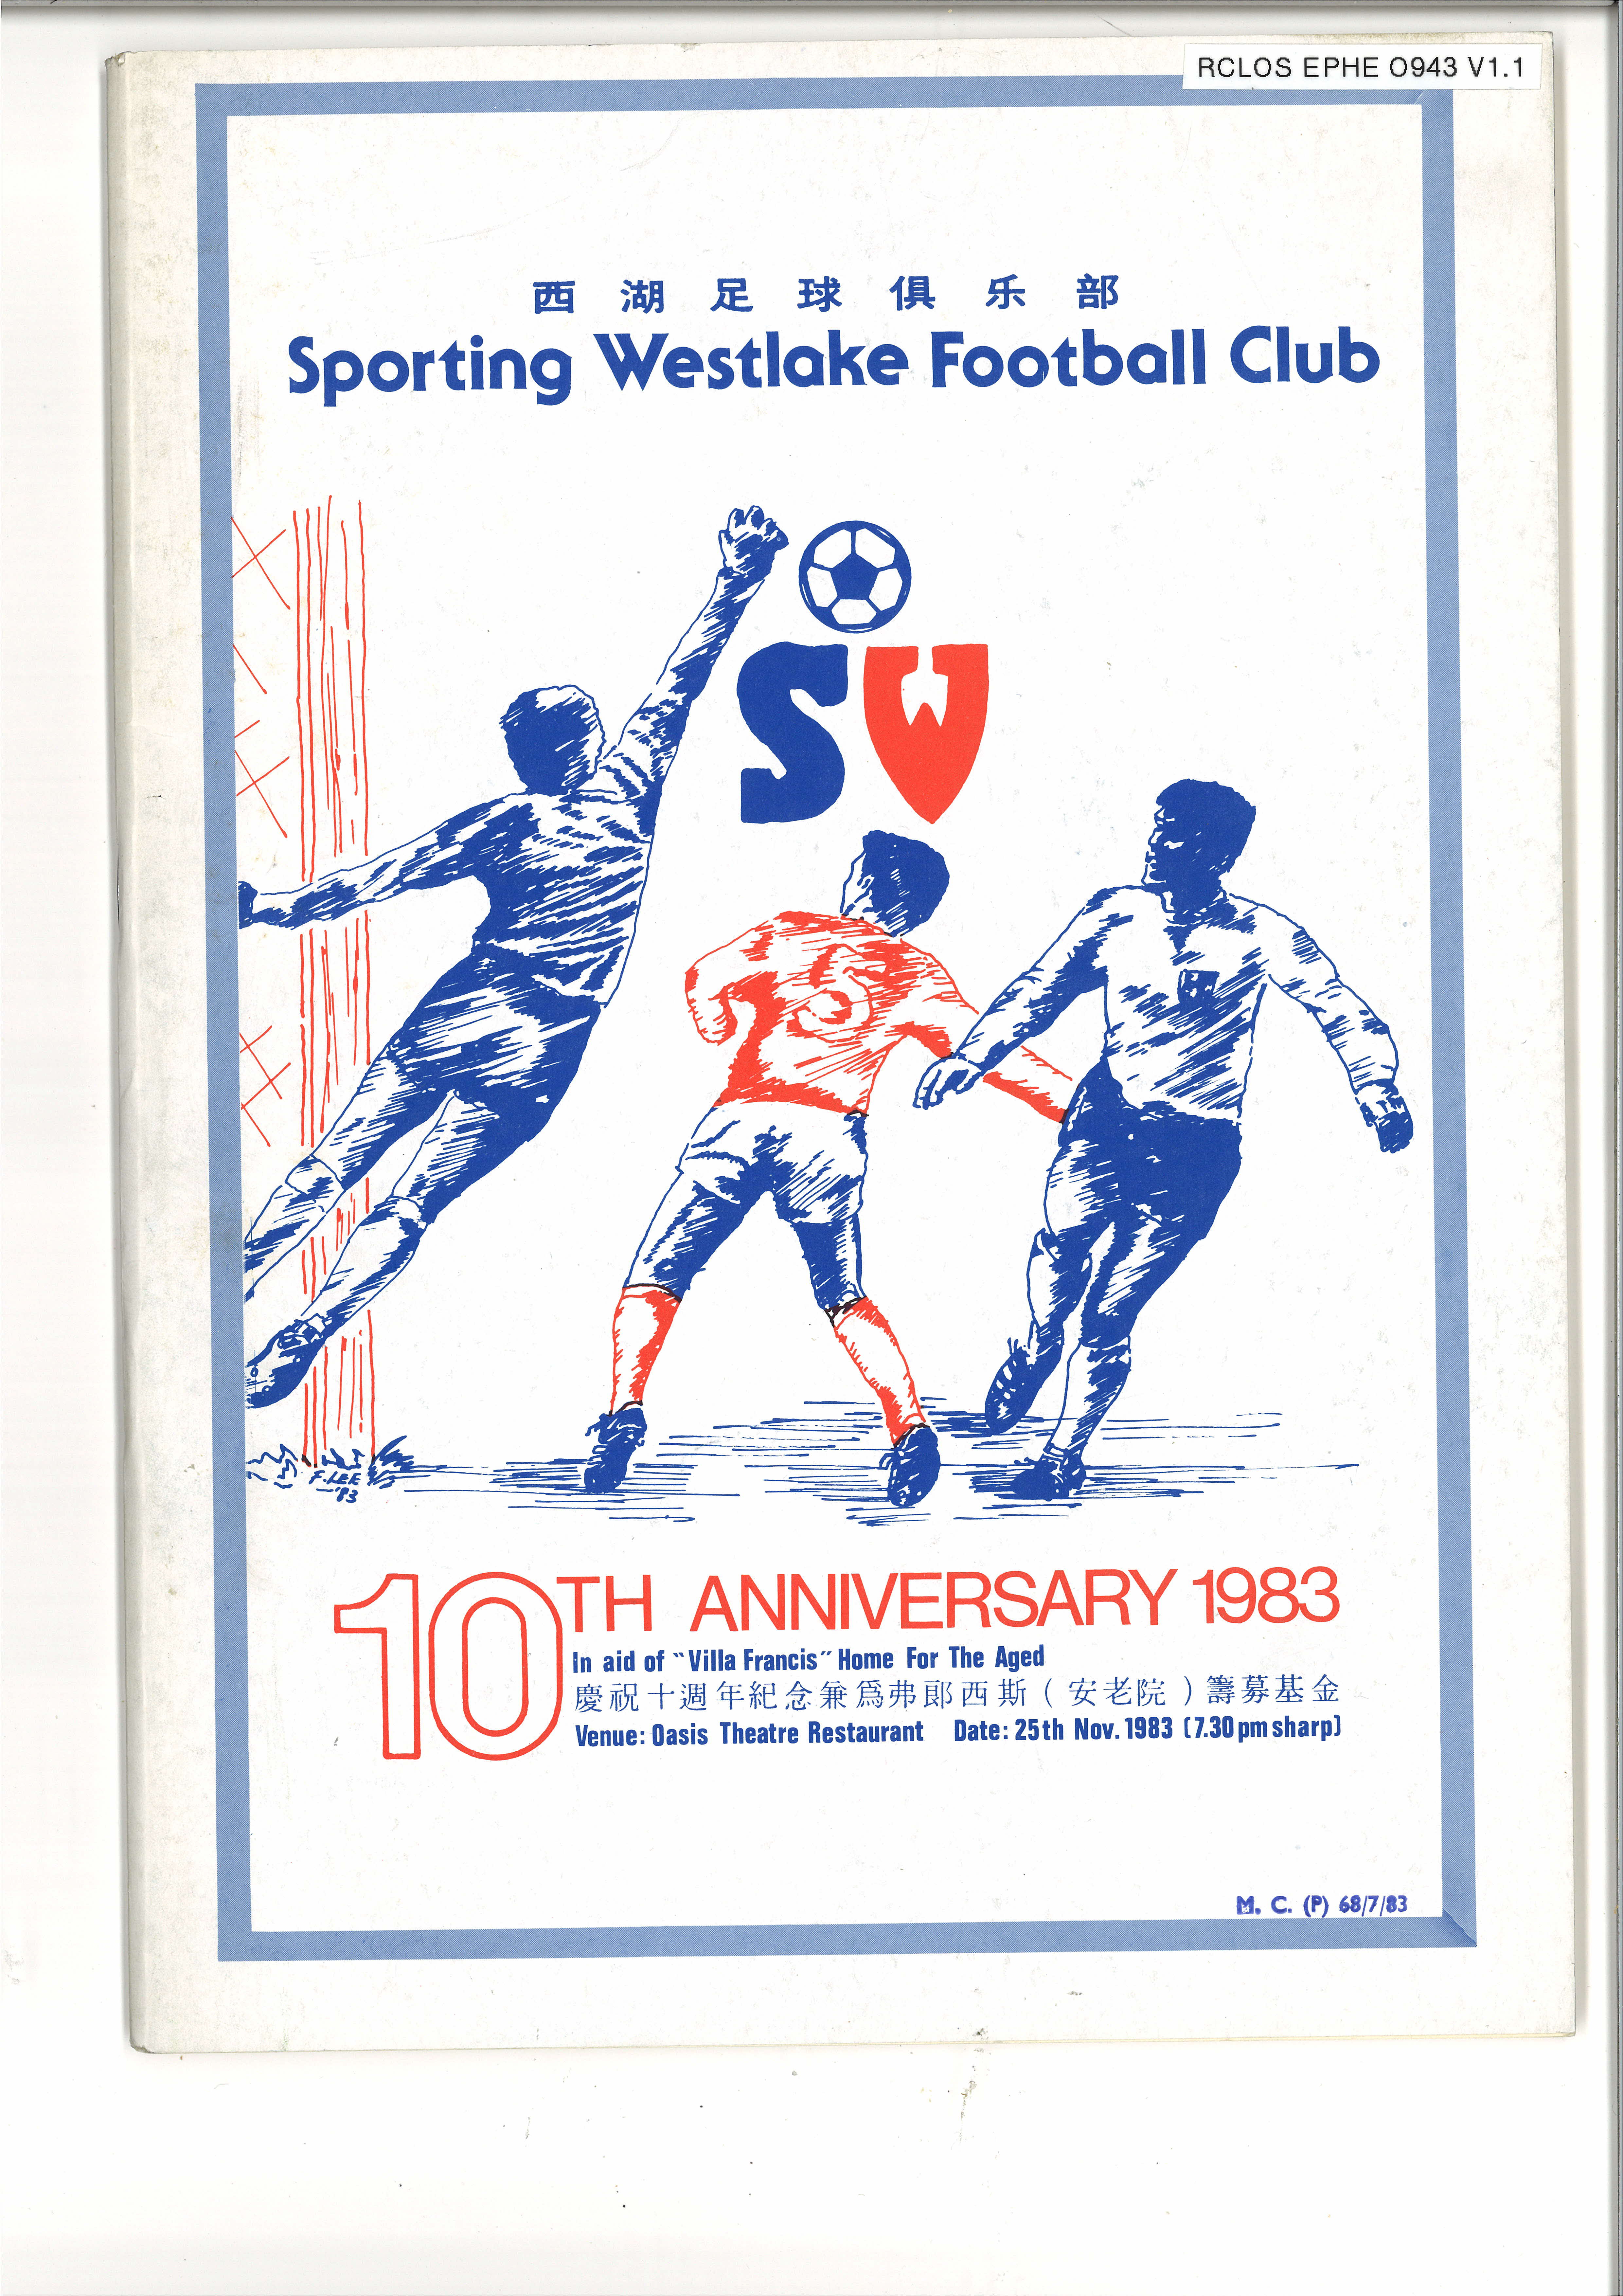 RCLOS EPHE O943 V1.1
西湖足球俱乐部
Sporting Westlake Football Club
SW
F. LEE
'83
10TH ANNIVERSARY 1983
In aid of "Villa Francis" Home For The Aged
慶祝十週年紀念兼爲弗郎西斯(安老院)籌募基金
Venue: Oasis Theatre Restaurant Date: 25th Nov. 1983 (7.30pm sharp)
M. C. (P) 68/7/83